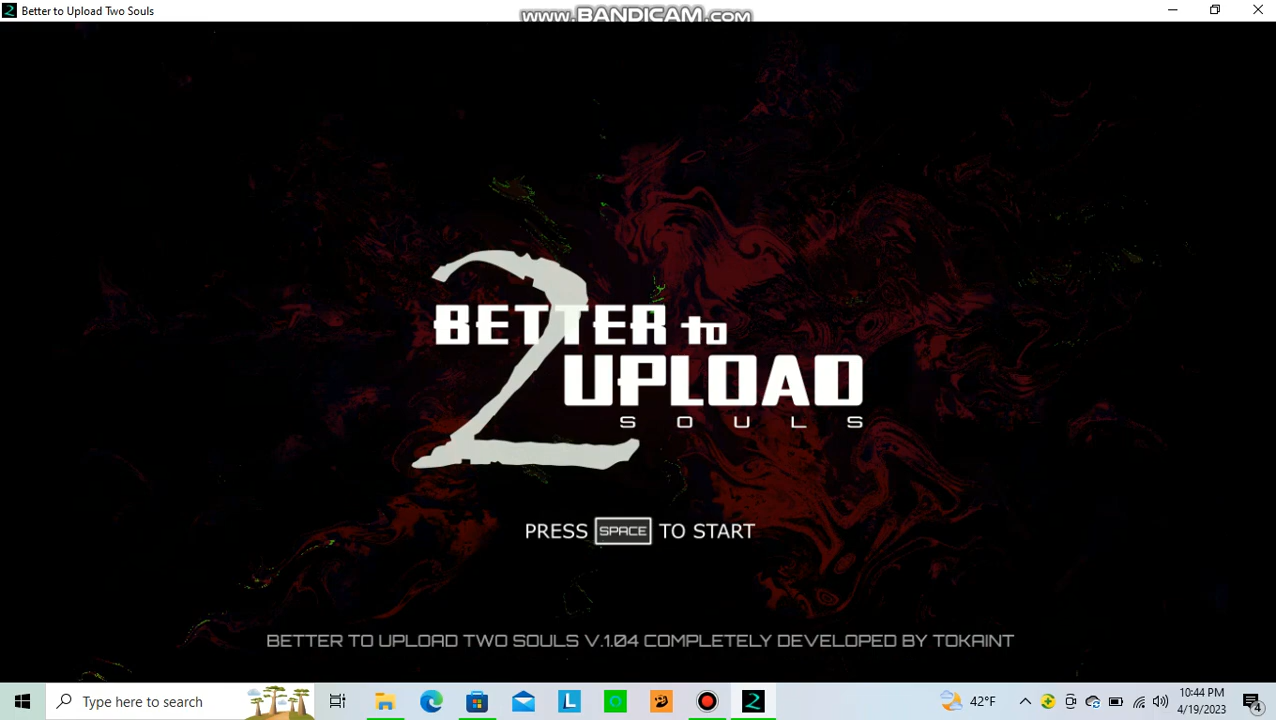 Better to Upload Two Souls
www.BANDICAM.com
2
BETTER to
UPLOAD
SOULS
PRESS SPACE TO START
BETTER TO UPLOAD TWO SOULS V.1.04 COMPLETELY DEVELOPED BY TOKAINT
Type here to search
L
2
42°F
10:44 PM
4/19/2023
4